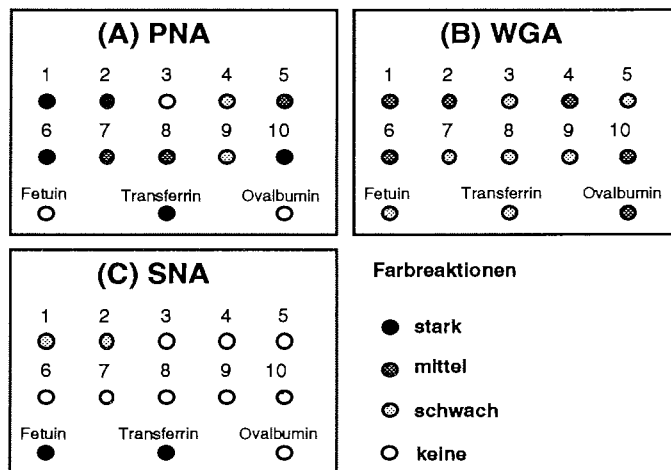 (A) PNA
1 2 3 4 5
6 7 8 9 10
Fetuin Transferrin Ovalbumin
(B) WGA
1 2 3 4 5
6 7 8 9 10
Fetuin Transferrin Ovalbumin
(C) SNA
1 2 3 4 5
6 7 8 9 10
Fetuin Transferrin Ovalbumin
Farbreaktionen
stark
mittel
schwach
keine